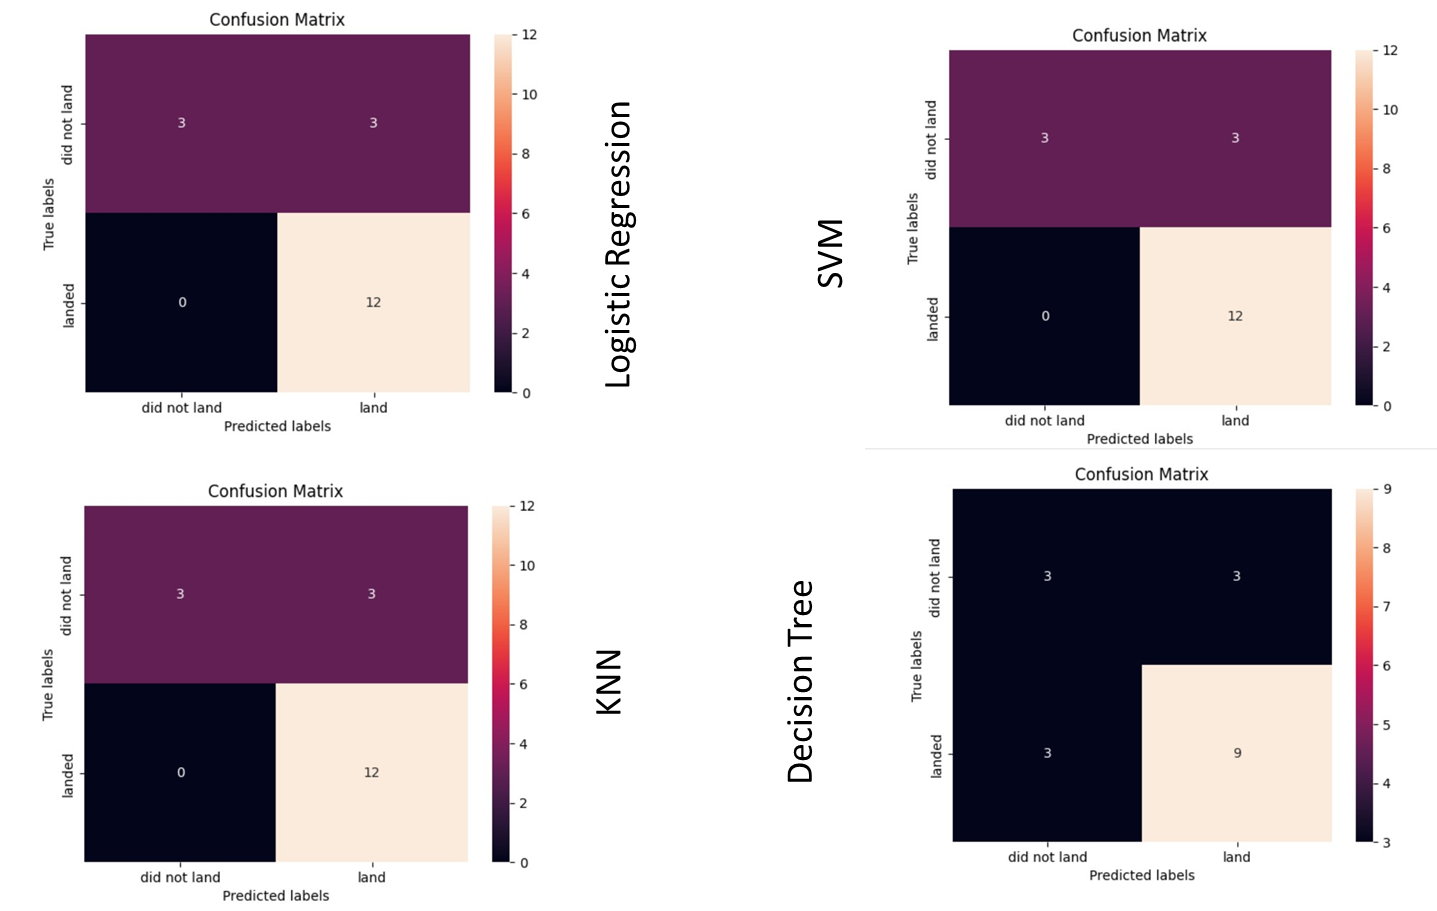 Confusion Matrix
did not land
landed
True labels
3 3
0 12
did not land land
Predicted labels
12
10
8
6
4
2
0
Logistic Regression
SVM
Confusion Matrix
did not land
landed
True labels
3 3
0 12
did not land land
Predicted labels
12
10
8
6
4
2
0
Confusion Matrix
did not land
landed
True labels
3 3
0 12
did not land land
Predicted labels
12
10
8
6
4
2
0
KNN
Decision Tree
Confusion Matrix
did not land
landed
True labels
3 3
3 9
did not land land
Predicted labels
9
8
7
6
5
4
3